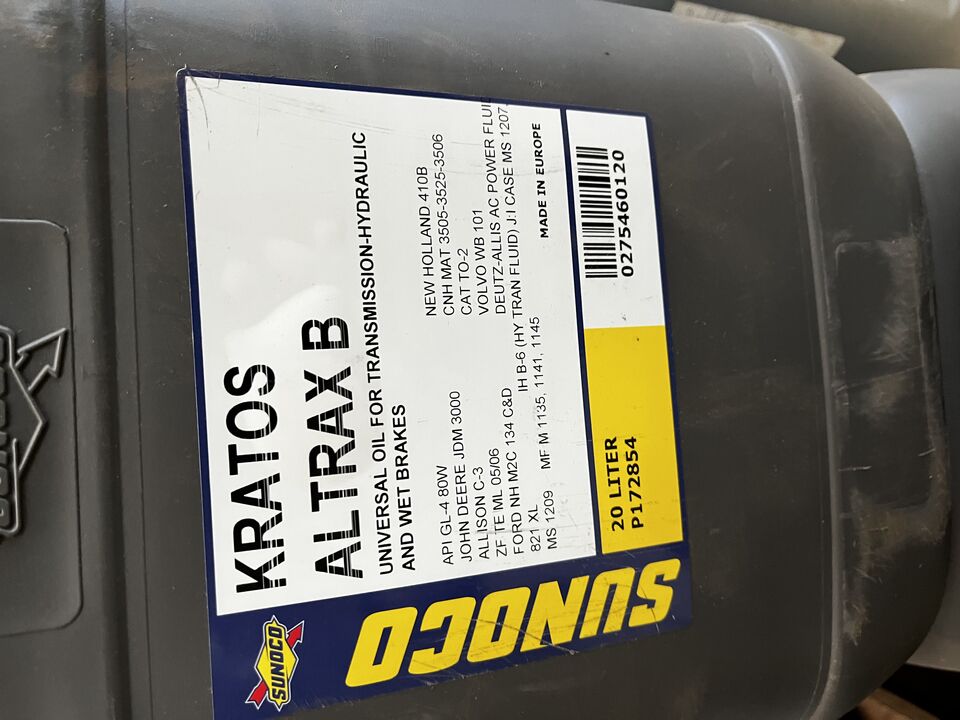 KRATOS
ALTRAX B
UNIVERSAL OIL FOR TRANSMISSION-HYDRAULIC
AND WET BRAKES
API GL-4 80W NEW HOLLAND 410B
JOHN DEERE JDM 3000 CNH MAT 3505-3525-3506
ALLISON C-3 CAT TO-2
ZF TE ML 05/06 VOLVO WB 101
FORD NH M2C 134 C&D DEUTZ-ALLIS AC POWER FLUI
821 XL IH B-6 (HY TRAN FLUID) J:I CASE MS 1207,
MS 1209 MF M 1135, 1141, 1145
MADE IN EUROPE
20 LITER
P172854
0275460120
SUNOCO
SUNOCO
SUNOCO